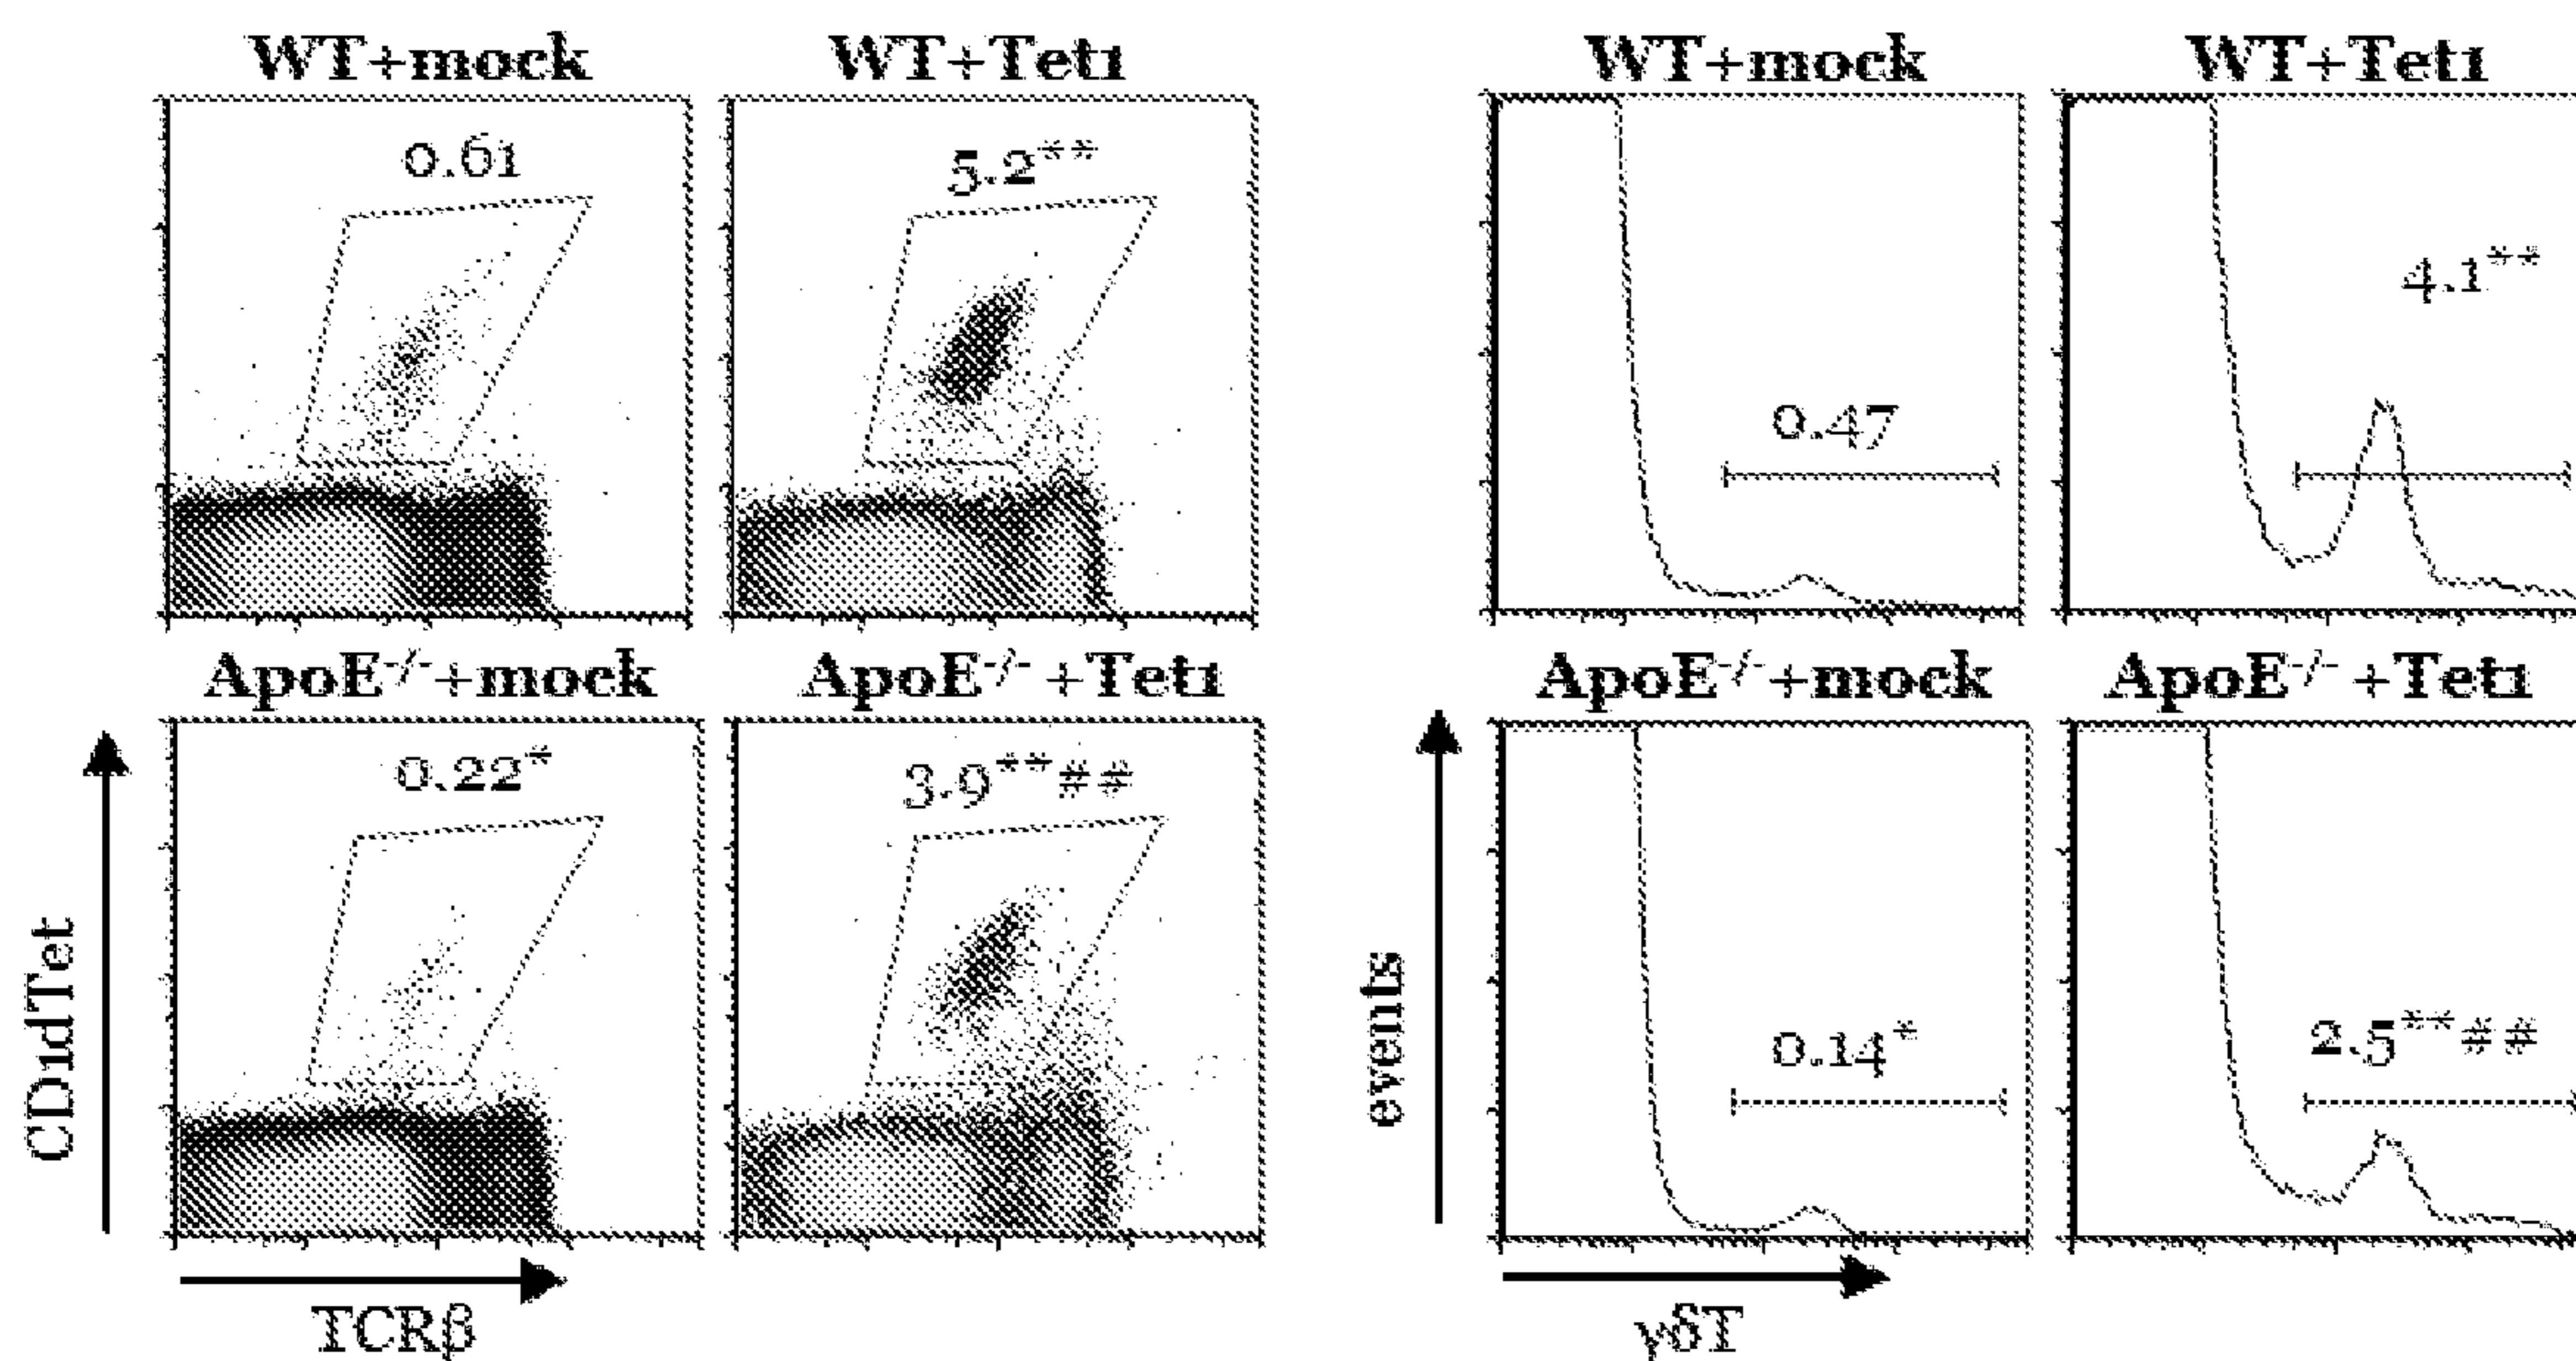 WT+mock WT+Tet1 WT+mock WT+Tet1
0.61 5.2** 0.47 4.1**
ApoE-/-+mock ApoE-/-+Tet1 ApoE-/-+mock ApoE-/-+Tet1
0.22* 3.9**## 0.14* 2.5**##
CD1dTet
events
TCRβ γδT